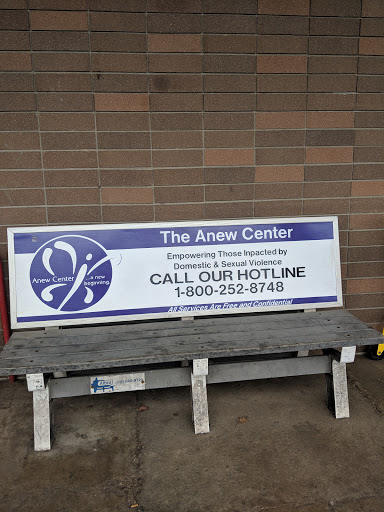 The Anew Center
Anew Center
...a new
beginning.
Empowering Those Inpacted by
Domestic & Sexual Violence
CALL OUR HOTLINE
1-800-252-8748
All Services Are Free and Confidential